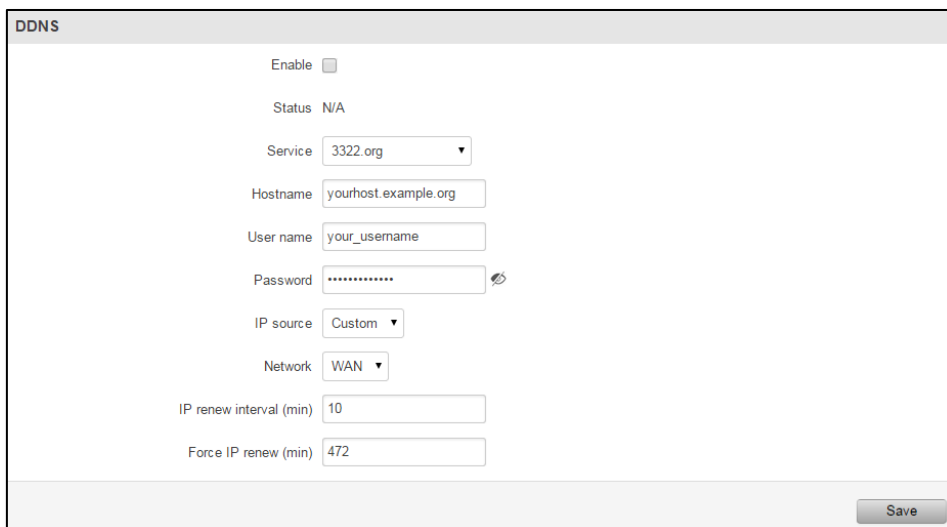 DDNS
Enable
Status N/A
Service 3322.org
Hostname yourhost.example.org
User name your_username
Password •••••••••••••
IP source Custom
Network WAN
IP renew interval (min) 10
Force IP renew (min) 472
Save